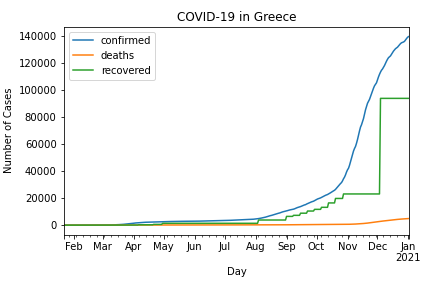 COVID-19 in Greece
confirmed
deaths
recovered
Number of Cases
140000
120000
100000
80000
60000
40000
20000
0
Feb Mar Apr May Jun Jul Aug Sep Oct Nov Dec Jan
2021
Day